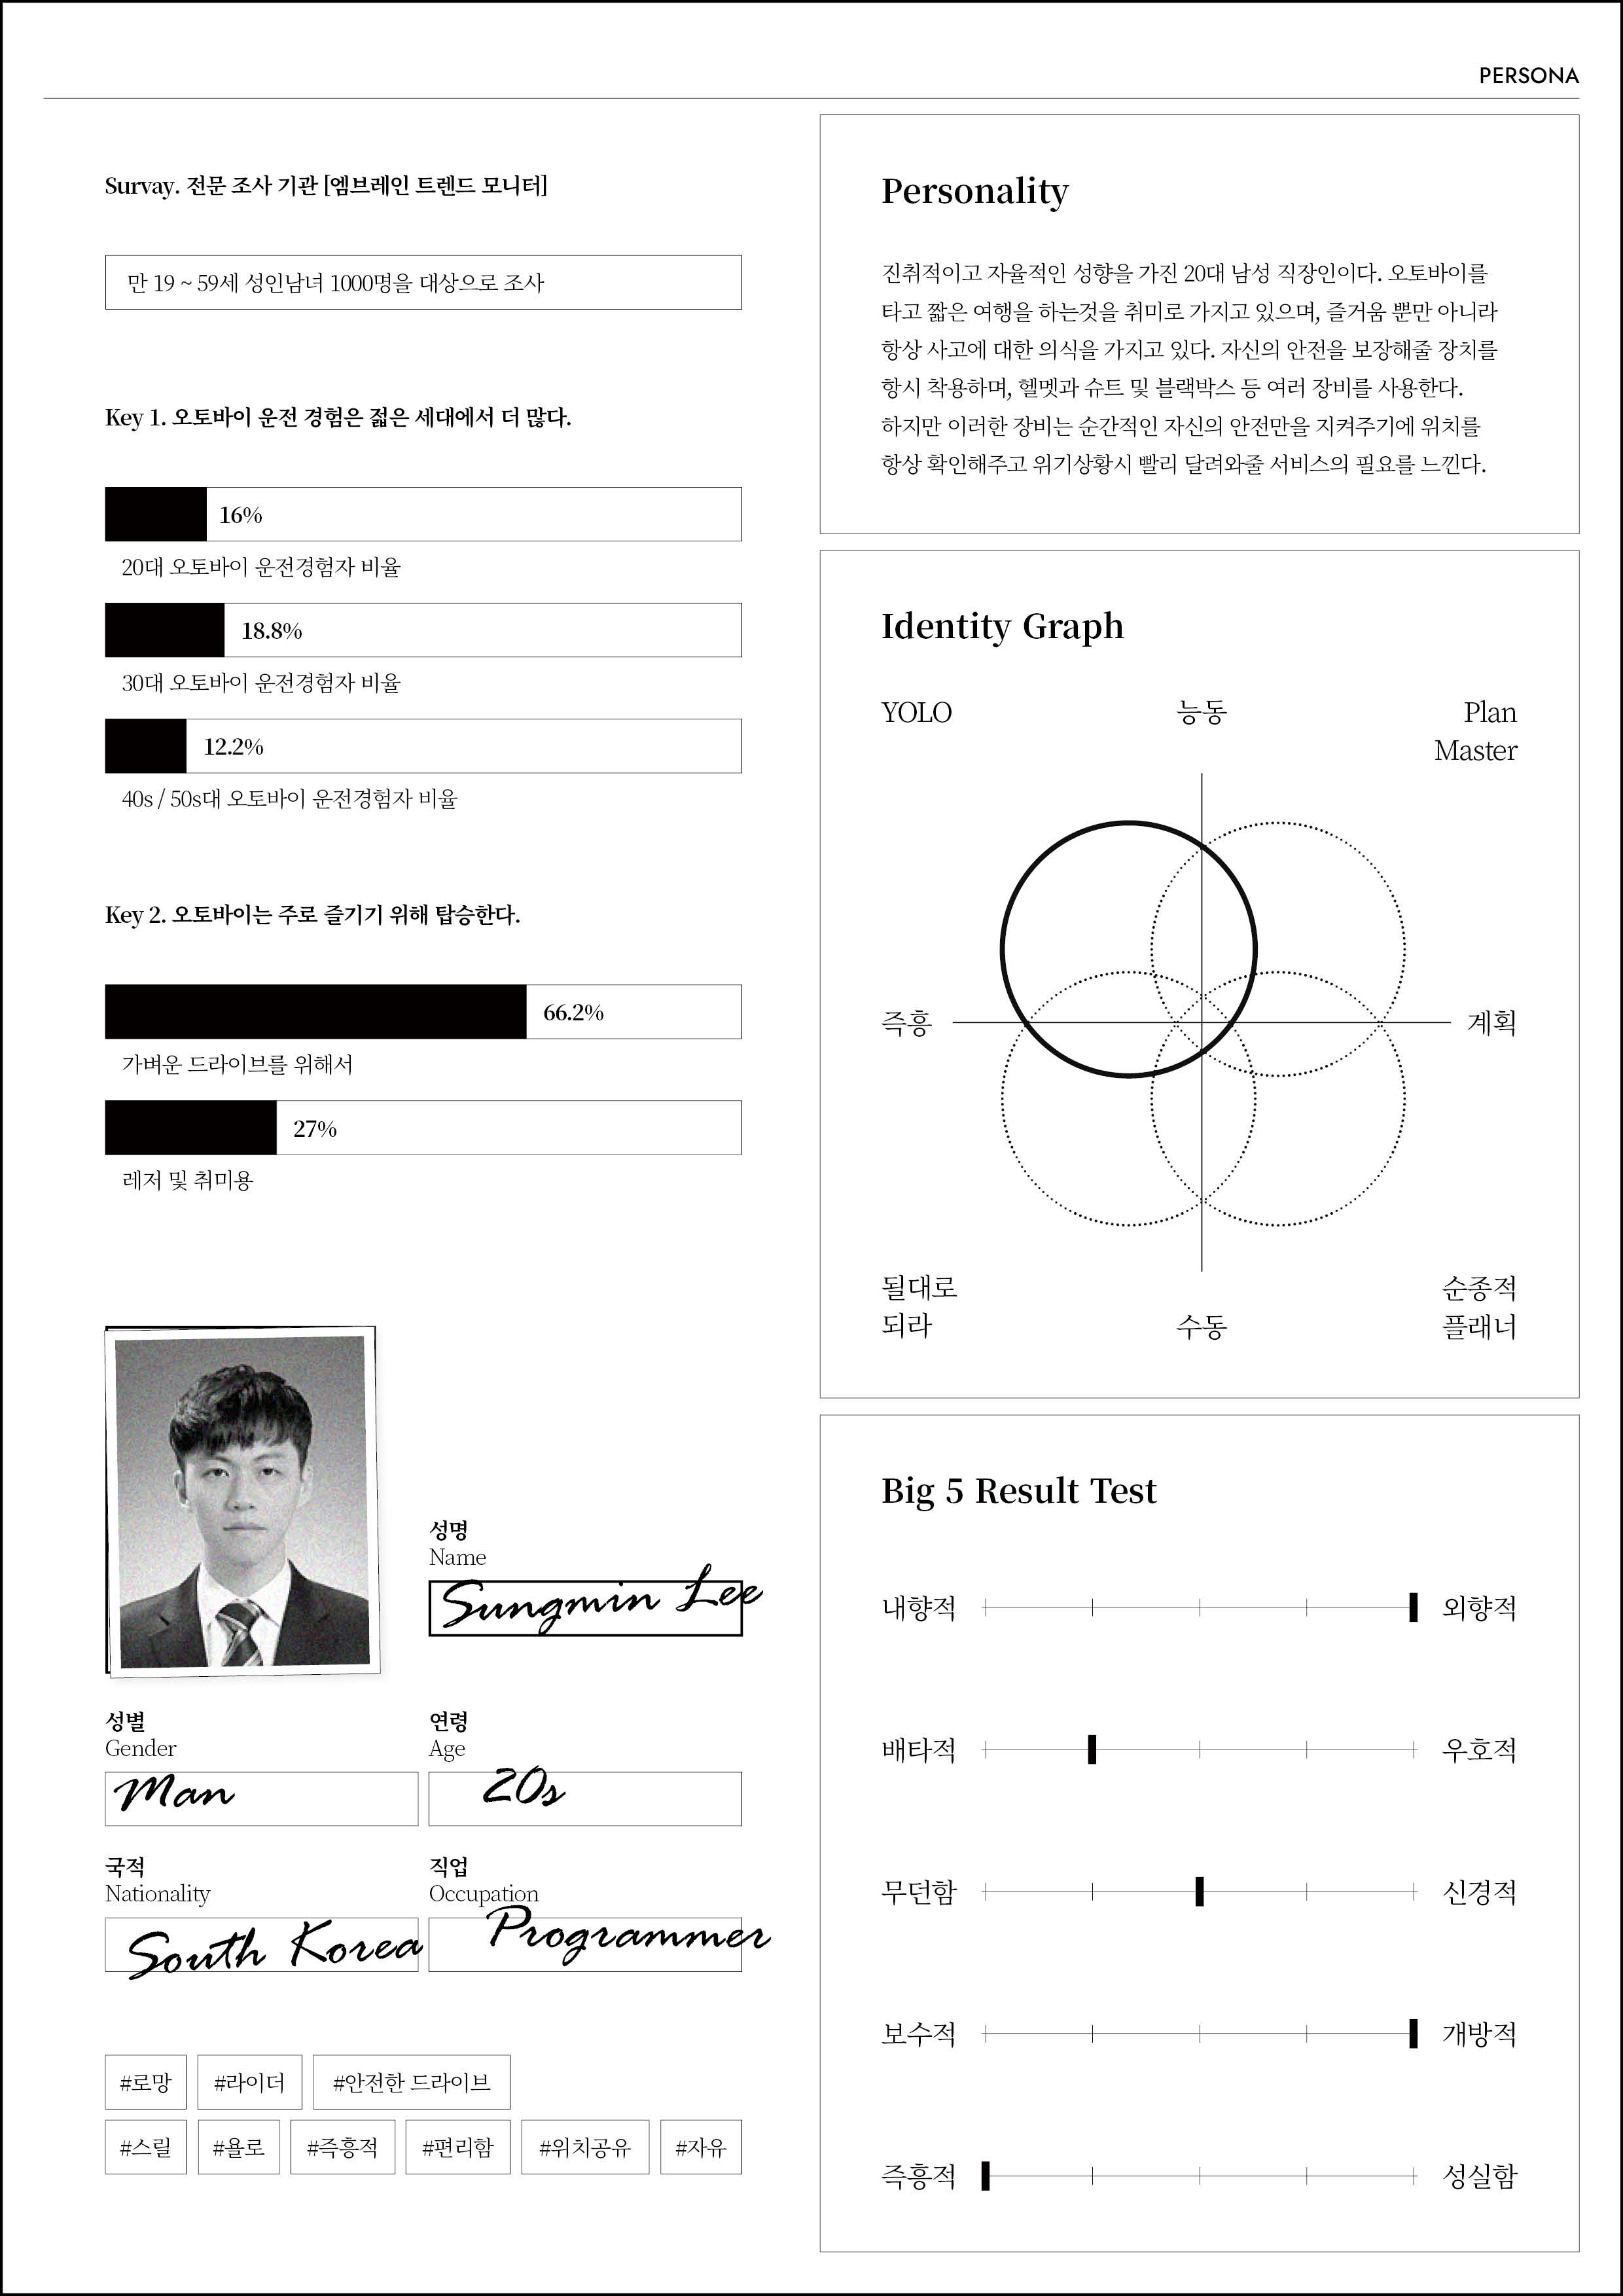 PERSONA
Survay. 전문 조사 기관 [엠브레인 트렌드 모니터]
만 19 ~ 59세 성인남녀 1000명을 대상으로 조사
Key 1. 오토바이 운전 경험은 젊은 세대에서 더 많다.
16%
20대 오토바이 운전경험자 비율
18.8%
30대 오토바이 운전경험자 비율
12.2%
40s / 50s대 오토바이 운전경험자 비율
Key 2. 오토바이는 주로 즐기기 위해 탑승한다.
66.2%
가벼운 드라이브를 위해서
27%
레저 및 취미용
성명
Name
Sungmin Lee
성별
Gender
Man
연령
Age
20s
국적
Nationality
South Korea
직업
Occupation
Programmer
#로망 #라이더 #안전한 드라이브
#스릴 #욜로 #즉흥적 #편리함 #위치공유 #자유
Personality
진취적이고 자율적인 성향을 가진 20대 남성 직장인이다. 오토바이를
타고 짧은 여행을 하는것을 취미로 가지고 있으며, 즐거움 뿐만 아니라
항상 사고에 대한 의식을 가지고 있다. 자신의 안전을 보장해줄 장치를
항시 착용하며, 헬멧과 슈트 및 블랙박스 등 여러 장비를 사용한다.
하지만 이러한 장비는 순간적인 자신의 안전만을 지켜주기에 위치를
항상 확인해주고 위기상황시 빨리 달려와줄 서비스의 필요를 느낀다.
Identity Graph
YOLO
능동
Plan
Master
즉흥
계획
될대로
되라
수동
순종적
플래너
Big 5 Result Test
내향적 외향적
배타적 우호적
무던함 신경적
보수적 개방적
즉흥적 성실함